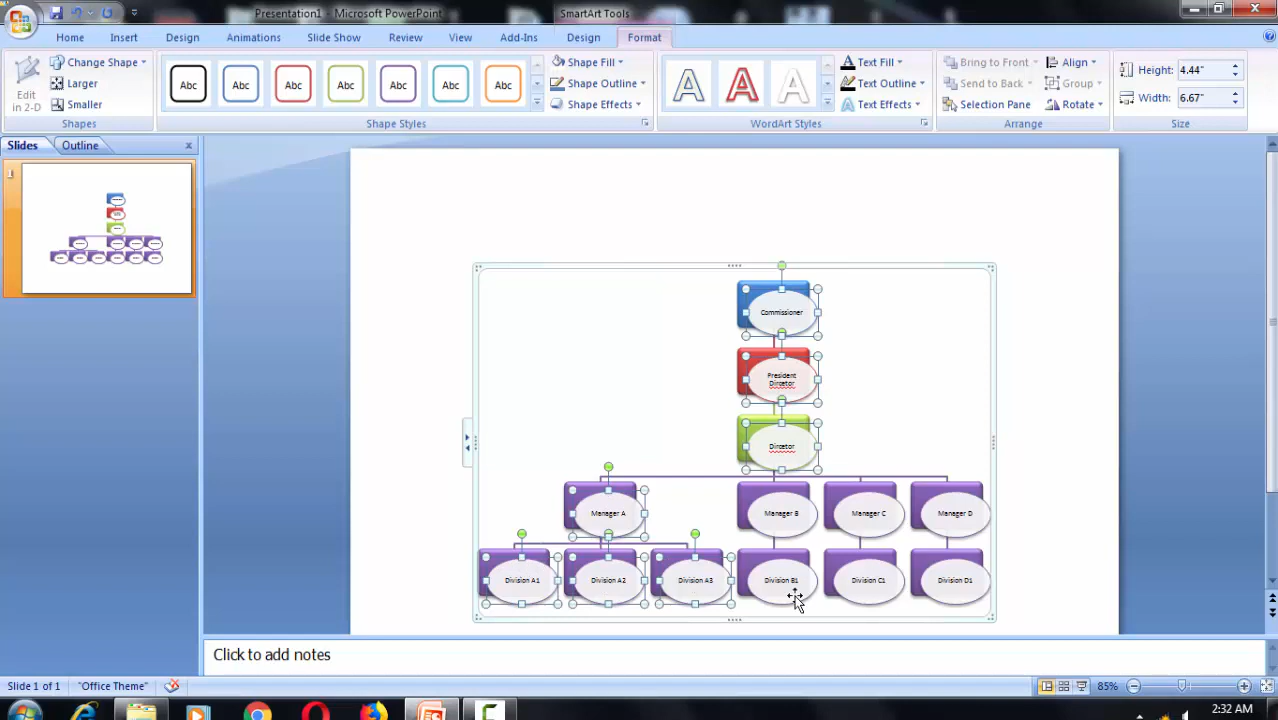 Presentation1 - Microsoft PowerPoint
SmartArt Tools
Home Insert Design Animations Slide Show Review View Add-Ins Design Format
Edit in 2-D
Change Shape
Larger
Smaller
Shapes
Abc Abc Abc Abc Abc Abc Abc
Shape Fill
Shape Outline
Shape Effects
Shape Styles
A A A
Text Fill
Text Outline
Text Effects
WordArt Styles
Bring to Front
Send to Back
Selection Pane
Align
Group
Rotate
Arrange
Height: 4.44"
Width: 6.67"
Size
Slides Outline
1
Commissioner
President
Dircetor
Dircetor
Manager A Manager B Manager C Manager D
Division A1 Division A2 Division A3 Division B1 Division C1 Division D1
Click to add notes
Slide 1 of 1 "Office Theme" 85%
2:32 AM